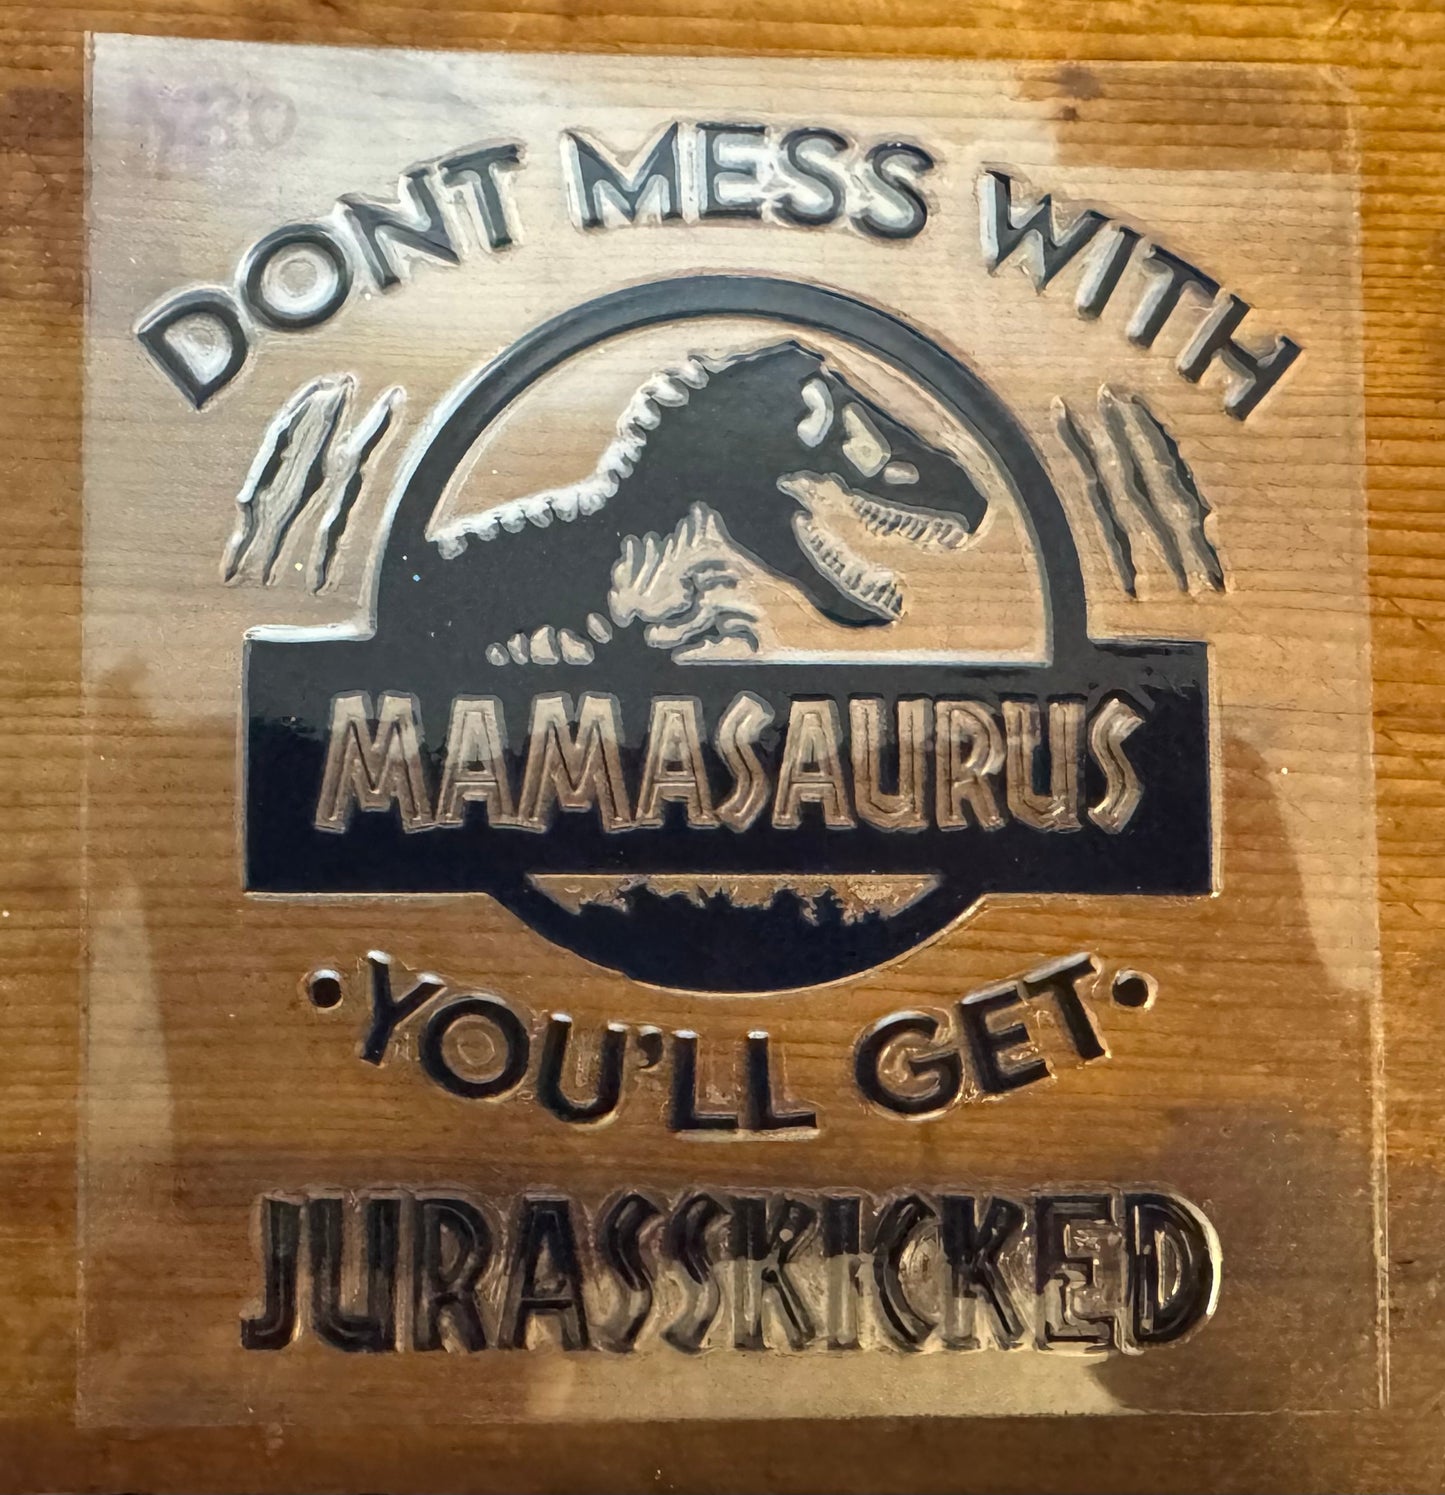 DONT MESS WITH
MAMASAURUS
• YOU'LL GET •
JURASSKICKED